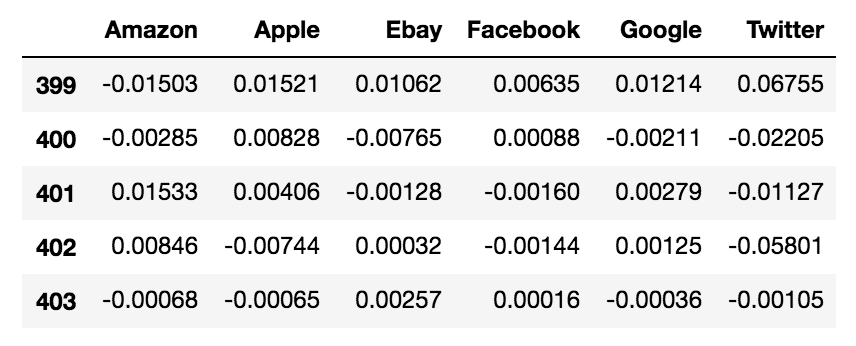 Amazon Apple Ebay Facebook Google Twitter
399 -0.01503 0.01521 0.01062 0.00635 0.01214 0.06755
400 -0.00285 0.00828 -0.00765 0.00088 -0.00211 -0.02205
401 0.01533 0.00406 -0.00128 -0.00160 0.00279 -0.01127
402 0.00846 -0.00744 0.00032 -0.00144 0.00125 -0.05801
403 -0.00068 -0.00065 0.00257 0.00016 -0.00036 -0.00105